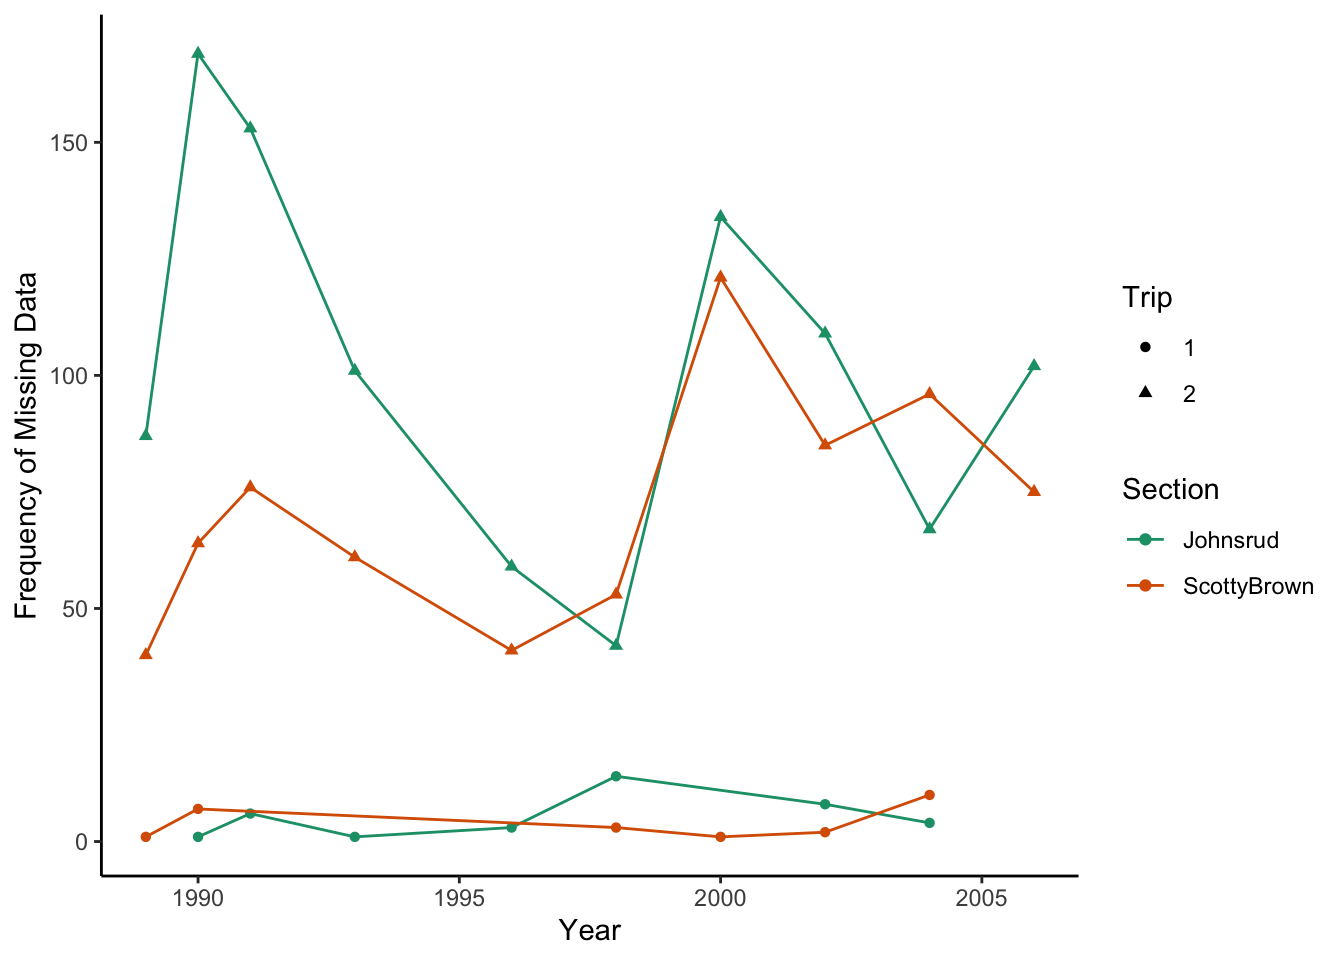 Frequency of Missing Data
150
100
50
0
1990 1995 2000 2005
Year
Trip
1
2
Section
Johnsrud
ScottyBrown